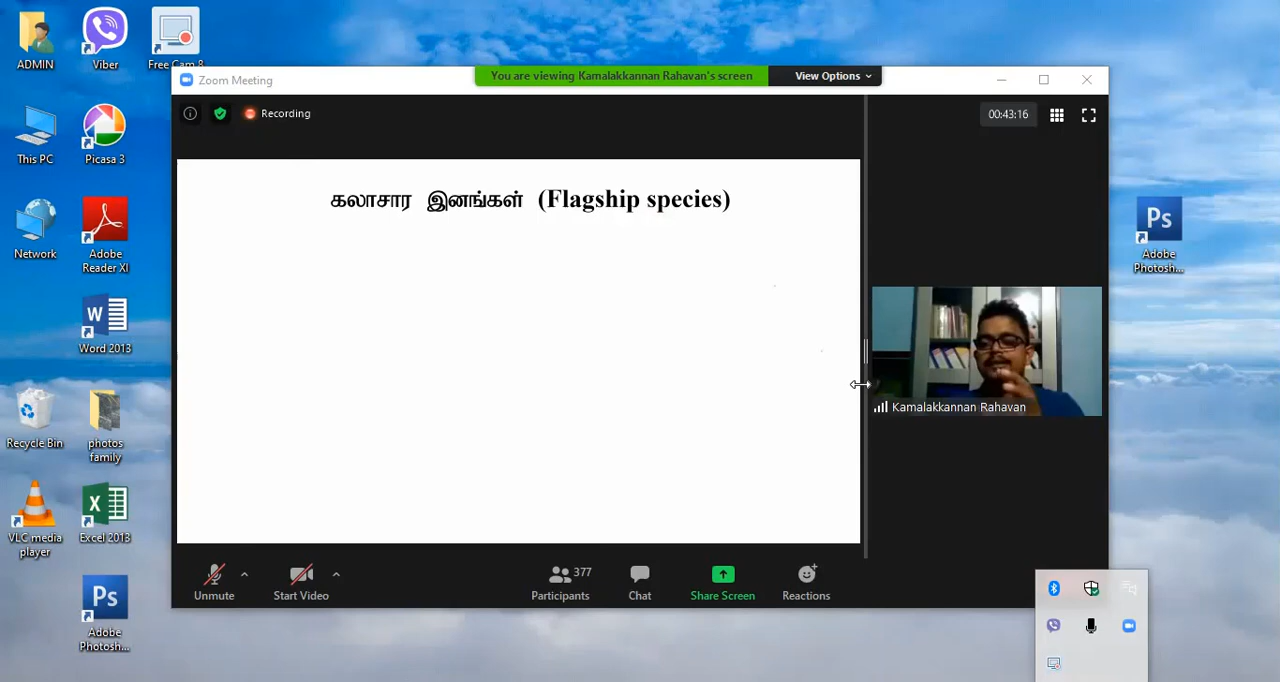 ADMIN
Viber
Free Cam 8
Zoom Meeting
You are viewing Kamalakkannan Rahavan's screen
View Options
Recording
00:43:16
This PC
Picasa 3
கலாசார இனங்கள் (Flagship species)
Network
Adobe
Reader XI
Ps
Adobe
Photosh...
W
Word 2013
Kamalakkannan Rahavan
Recycle Bin
photos
family
VLC media
player
X
Excel 2013
Unmute
Start Video
377
Participants
Chat
Share Screen
Reactions
Ps
Adobe
Photosh...